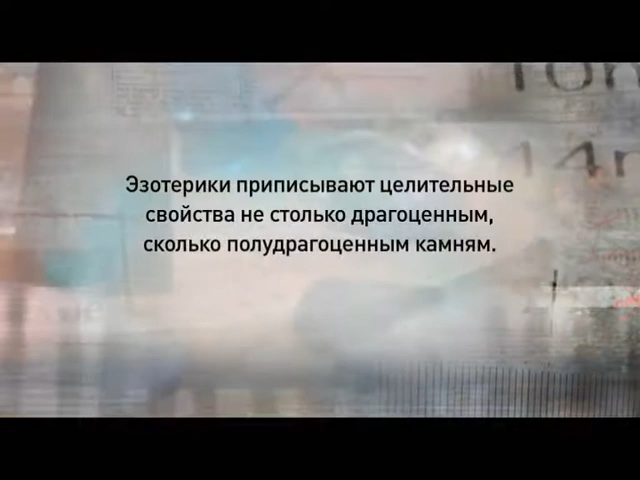 Эзотерики приписывают целительные
свойства не столько драгоценным,
сколько полудрагоценным камням.